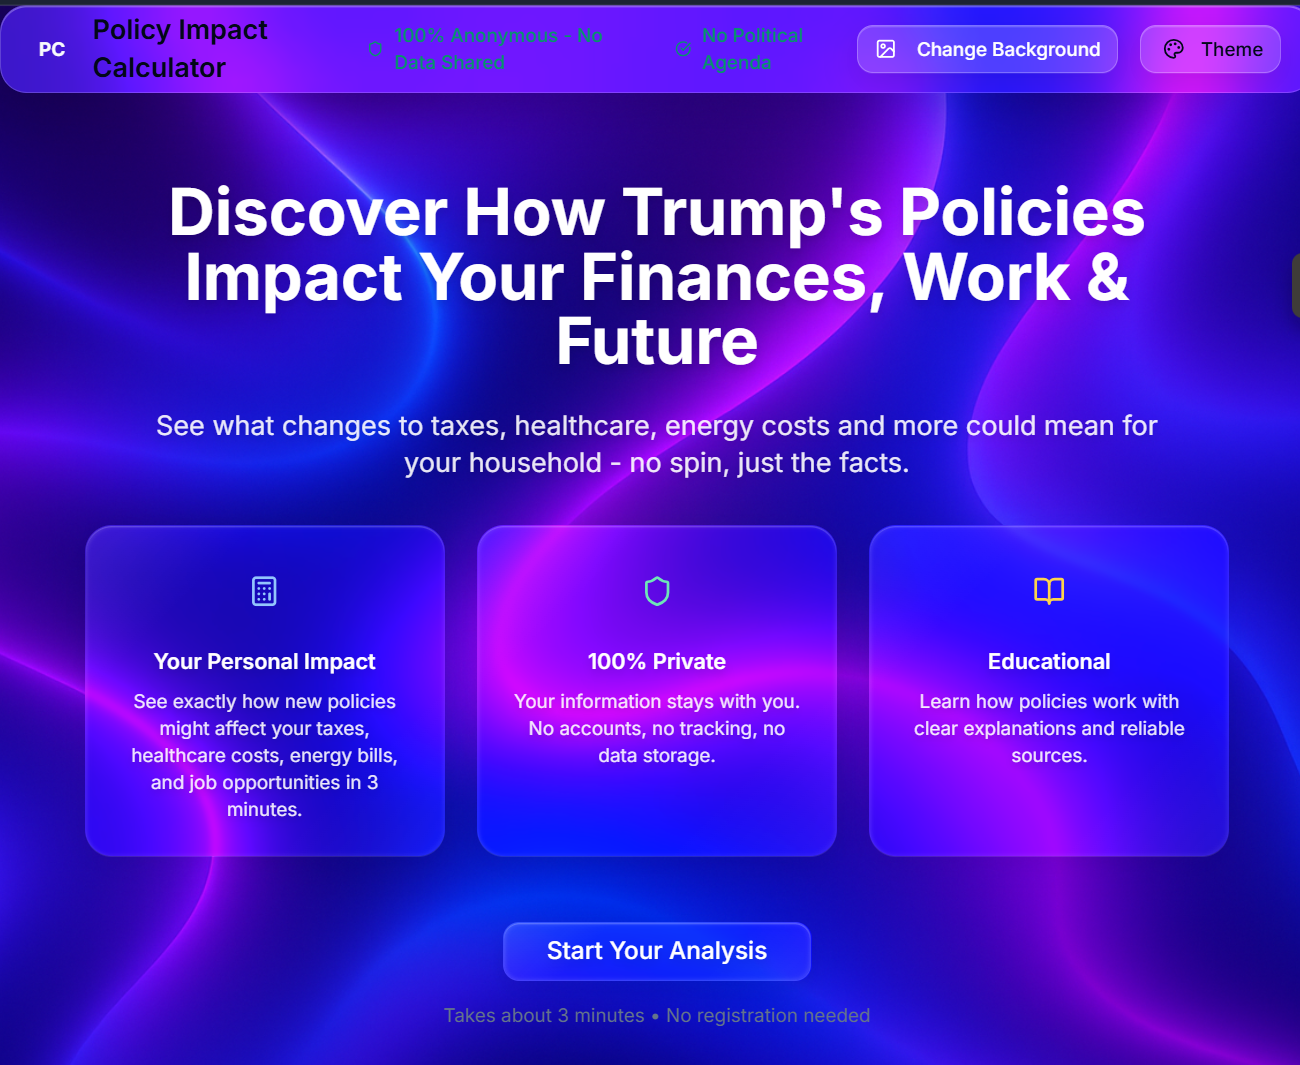 PC
Policy Impact
Calculator
100% Anonymous - No
Data Shared
No Political
Agenda
Change Background
Theme
Discover How Trump's Policies
Impact Your Finances, Work &
Future
See what changes to taxes, healthcare, energy costs and more could mean for
your household - no spin, just the facts.
Your Personal Impact
See exactly how new policies
might affect your taxes,
healthcare costs, energy bills,
and job opportunities in 3
minutes.
100% Private
Your information stays with you.
No accounts, no tracking, no
data storage.
Educational
Learn how policies work with
clear explanations and reliable
sources.
Start Your Analysis
Takes about 3 minutes • No registration needed